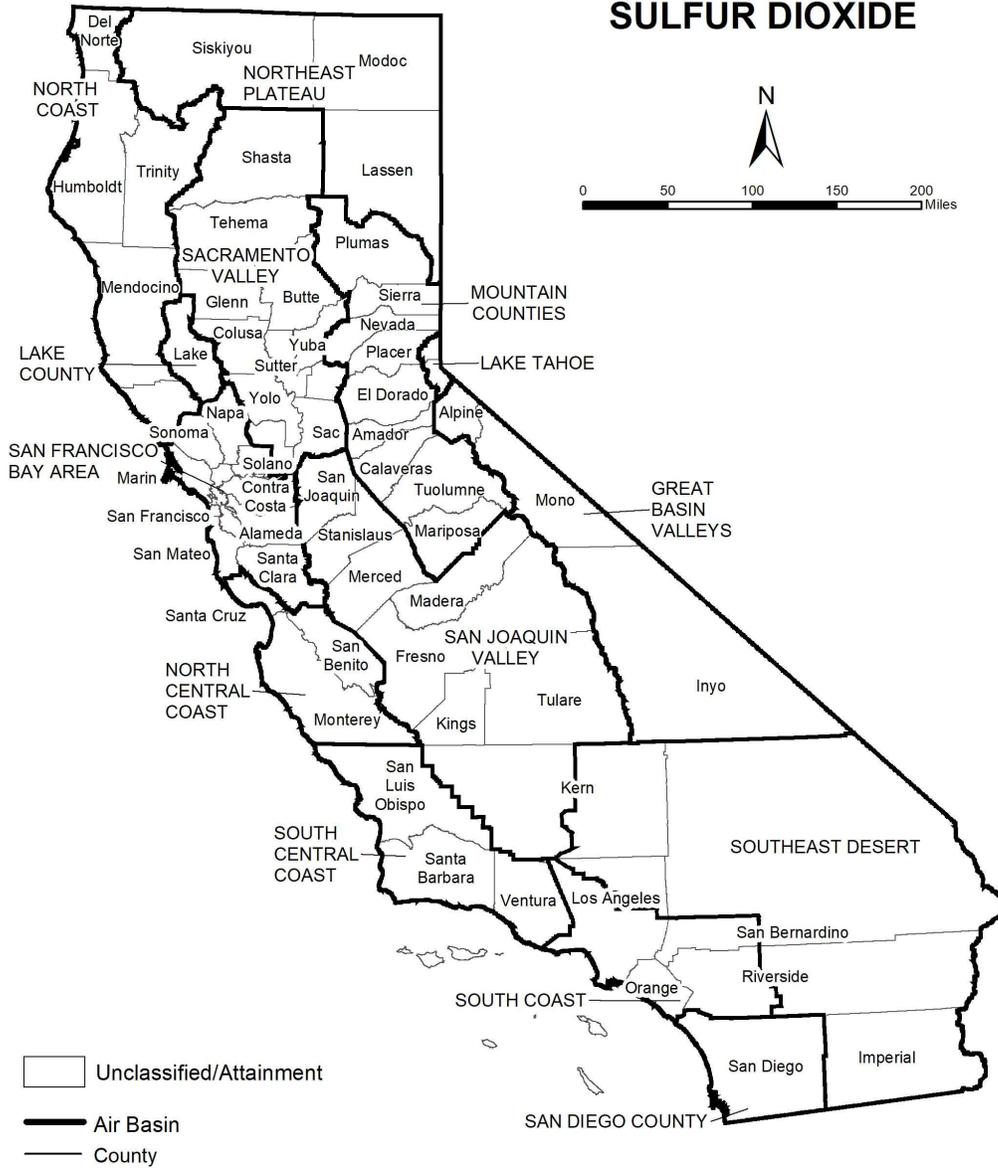 SULFUR DIOXIDE
Del
Norte
Siskiyou
Modoc
NORTHEAST
PLATEAU
NORTH
COAST
N
Humboldt
Trinity
Shasta
Lassen
0 50 100 150 200
Miles
Tehema
Plumas
SACRAMENTO
VALLEY
Mendocino
Glenn
Butte
Sierra
MOUNTAIN
COUNTIES
Colusa
Yuba
Nevada
LAKE
COUNTY
Lake
Sutter
Placer
LAKE TAHOE
Yolo
El Dorado
Napa
Alpine
Sonoma
Sac
Amador
SAN FRANCISCO
BAY AREA
Solano
Calaveras
Marin
Contra
Costa
San
Joaquin
Tuolumne
Mono
GREAT
BASIN
VALLEYS
San Francisco
Alameda
Stanislaus
Mariposa
San Mateo
Santa
Clara
Merced
Madera
Santa Cruz
San
Benito
Fresno
SAN JOAQUIN
VALLEY
NORTH
CENTRAL
COAST
Monterey
Kings
Tulare
Inyo
San
Luis
Obispo
Kern
SOUTH
CENTRAL
COAST
Santa
Barbara
Ventura
Los Angeles
SOUTHEAST DESERT
San Bernardino
Riverside
Orange
SOUTH COAST
San Diego
Imperial
SAN DIEGO COUNTY
Unclassified/Attainment
Air Basin
County